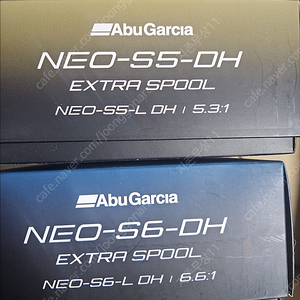 AbuGarcia
NEO-S5-DH
EXTRA SPOOL
NEO-S5-L DH | 5.3:1
AbuGarcia
NEO-S6-DH
EXTRA SPOOL
NEO-S6-L DH | 6.6:1